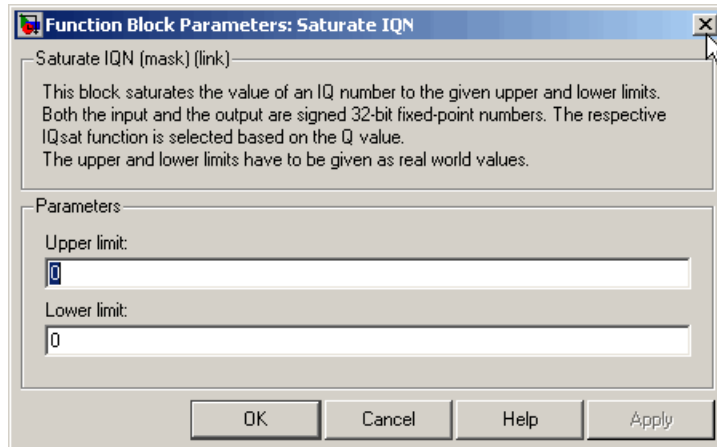 Function Block Parameters: Saturate IQN
Saturate IQN (mask) (link)
This block saturates the value of an IQ number to the given upper and lower limits.
Both the input and the output are signed 32-bit fixed-point numbers. The respective
IQsat function is selected based on the Q value.
The upper and lower limits have to be given as real world values.
Parameters
Upper limit:
0
Lower limit:
0
OK Cancel Help Apply